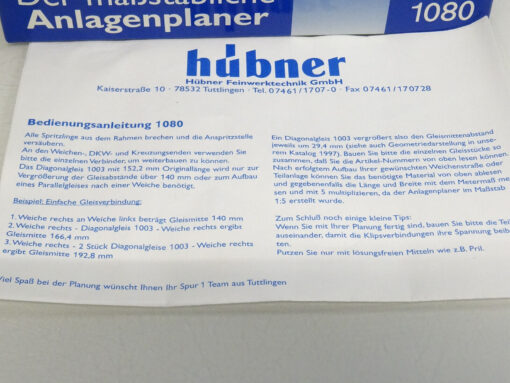 Der maßstäbliche
Anlagenplaner
1080
hübner
Hübner Feinwerktechnik GmbH
Kaiserstraße 10 · 78532 Tuttlingen · Tel. 07461/1707-0 · Fax 07461/170728
Bedienungsanleitung 1080
Alle Spritzlinge aus dem Rahmen brechen und die Anspritzstelle
versäubern.
An den Weichen-, DKW- und Kreuzungsenden verwenden Sie
bitte die einzelnen Verbinder, um weiterbauen zu können.
Das Diagonalgleis 1003 mit 152,2 mm Originallänge wird nur zur
Vergrößerung der Gleisabstände über 140 mm oder zum Aufbau
eines Parallelgleises nach einer Weiche benötigt.
Beispiel: Einfache Gleisverbindung:
1. Weiche rechts an Weiche links beträgt Gleismitte 140 mm
2. Weiche rechts - Diagonalgleis 1003 - Weiche rechts ergibt
Gleismitte 166,4 mm
3. Weiche rechts - 2 Stück Diagonalgleise 1003 - Weiche rechts
ergibt Gleismitte 192,8 mm
Viel Spaß bei der Planung wünscht Ihnen Ihr Spur 1 Team aus Tuttlingen
Ein Diagonalgleis 1003 vergrößert also den Gleismittenabstand
jeweils um 29,4 mm (siehe auch Geometriedarstellung in unse-
rem Katalog 1997). Bauen Sie bitte die einzelnen Gleisstücke so
zusammen, daß Sie die Artikel-Nummern von oben lesen können.
Nach erfolgtem Aufbau Ihrer gewünschten Weichenstraße oder
Teilanlage können Sie das benötigte Material von oben ablesen
und gegebenenfalls die Länge und Breite mit dem Metermaß mes-
sen und mit 5 multiplizieren, da der Anlagenplaner im Maßstab
1:5 erstellt wurde.
Zum Schluß noch einige kleine Tips:
Wenn Sie mit Ihrer Planung fertig sind, bauen Sie bitte die Teile
auseinander, damit die Klipsverbindungen ihre Spannung beibe
ten.
Putzen Sie nur mit lösungsfreien Mitteln wie z.B. Pril.